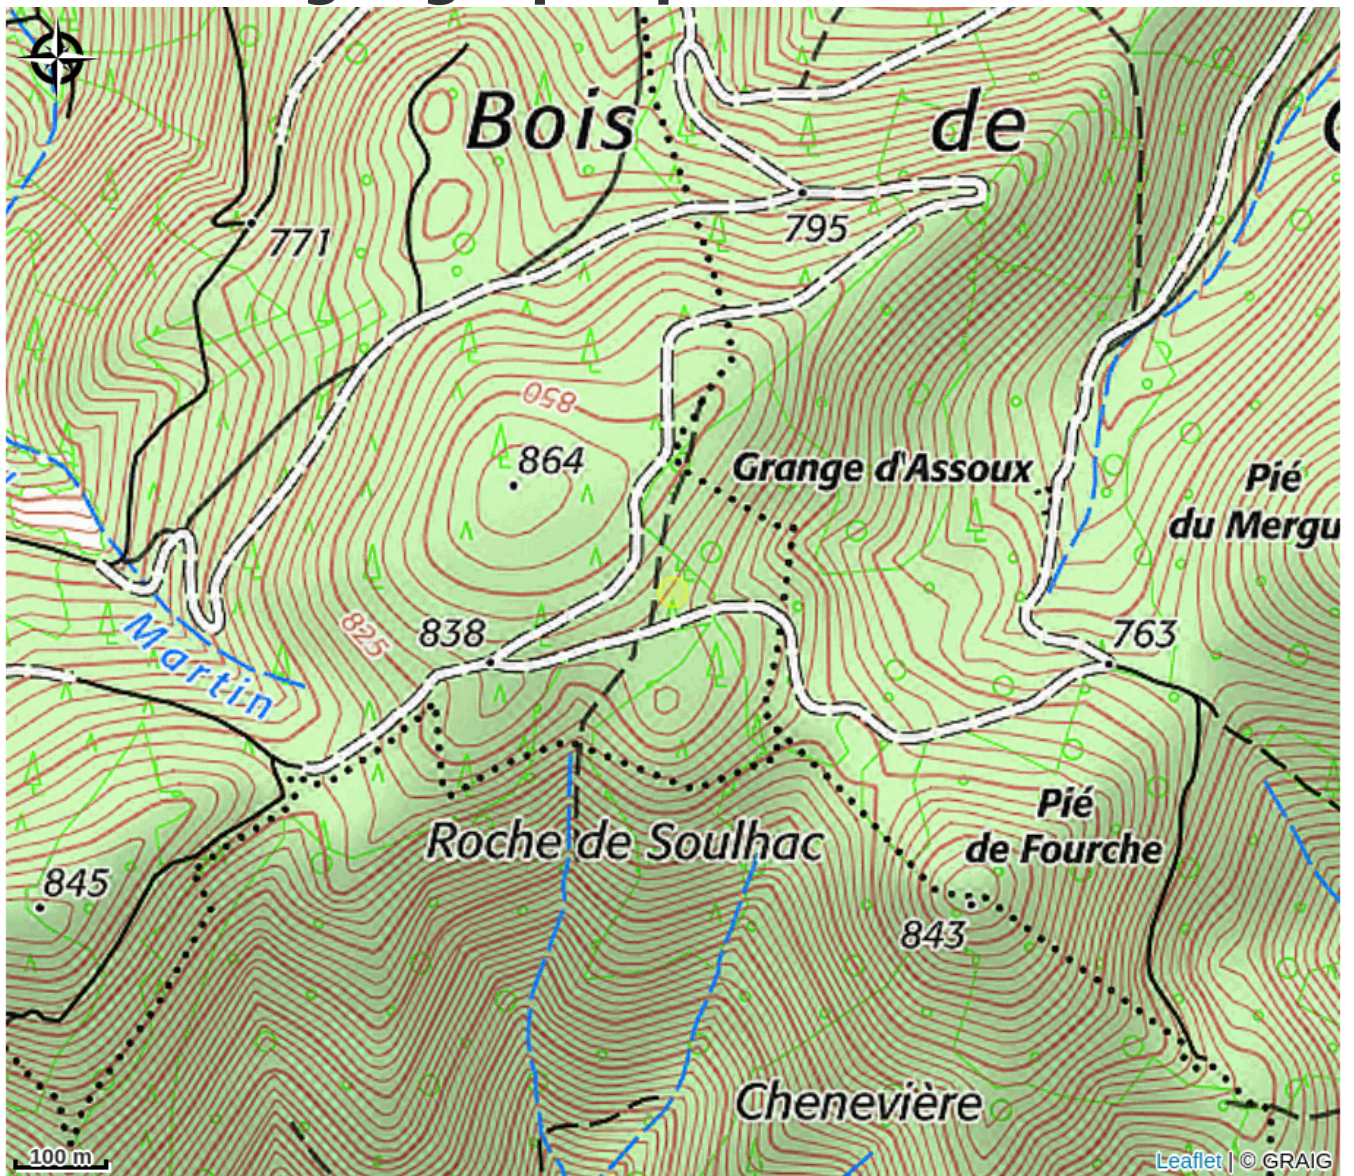 Bois de
795
771
850
864
Grange d'Assoux
Pié
du Mergu
825
838
763
Martin
Pié
de Fourche
Roche de Soulhac
845
843
Chenevière
100 m
Leaflet | © GRAIG